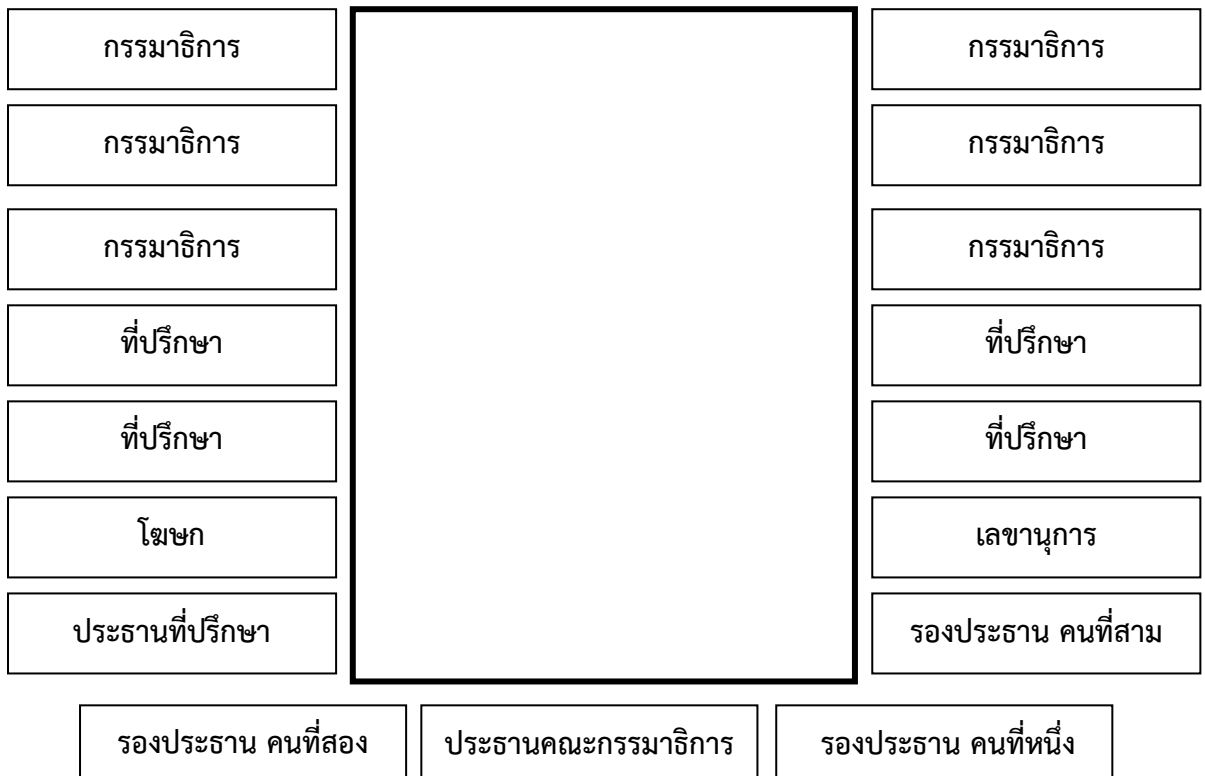 กรรมาธิการ กรรมาธิการ
กรรมาธิการ กรรมาธิการ
กรรมาธิการ กรรมาธิการ
ที่ปรึกษา ที่ปรึกษา
ที่ปรึกษา ที่ปรึกษา
โฆษก เลขานุการ
ประธานที่ปรึกษา รองประธาน คนที่สาม
รองประธาน คนที่สอง ประธานคณะกรรมาธิการ รองประธาน คนที่หนึ่ง